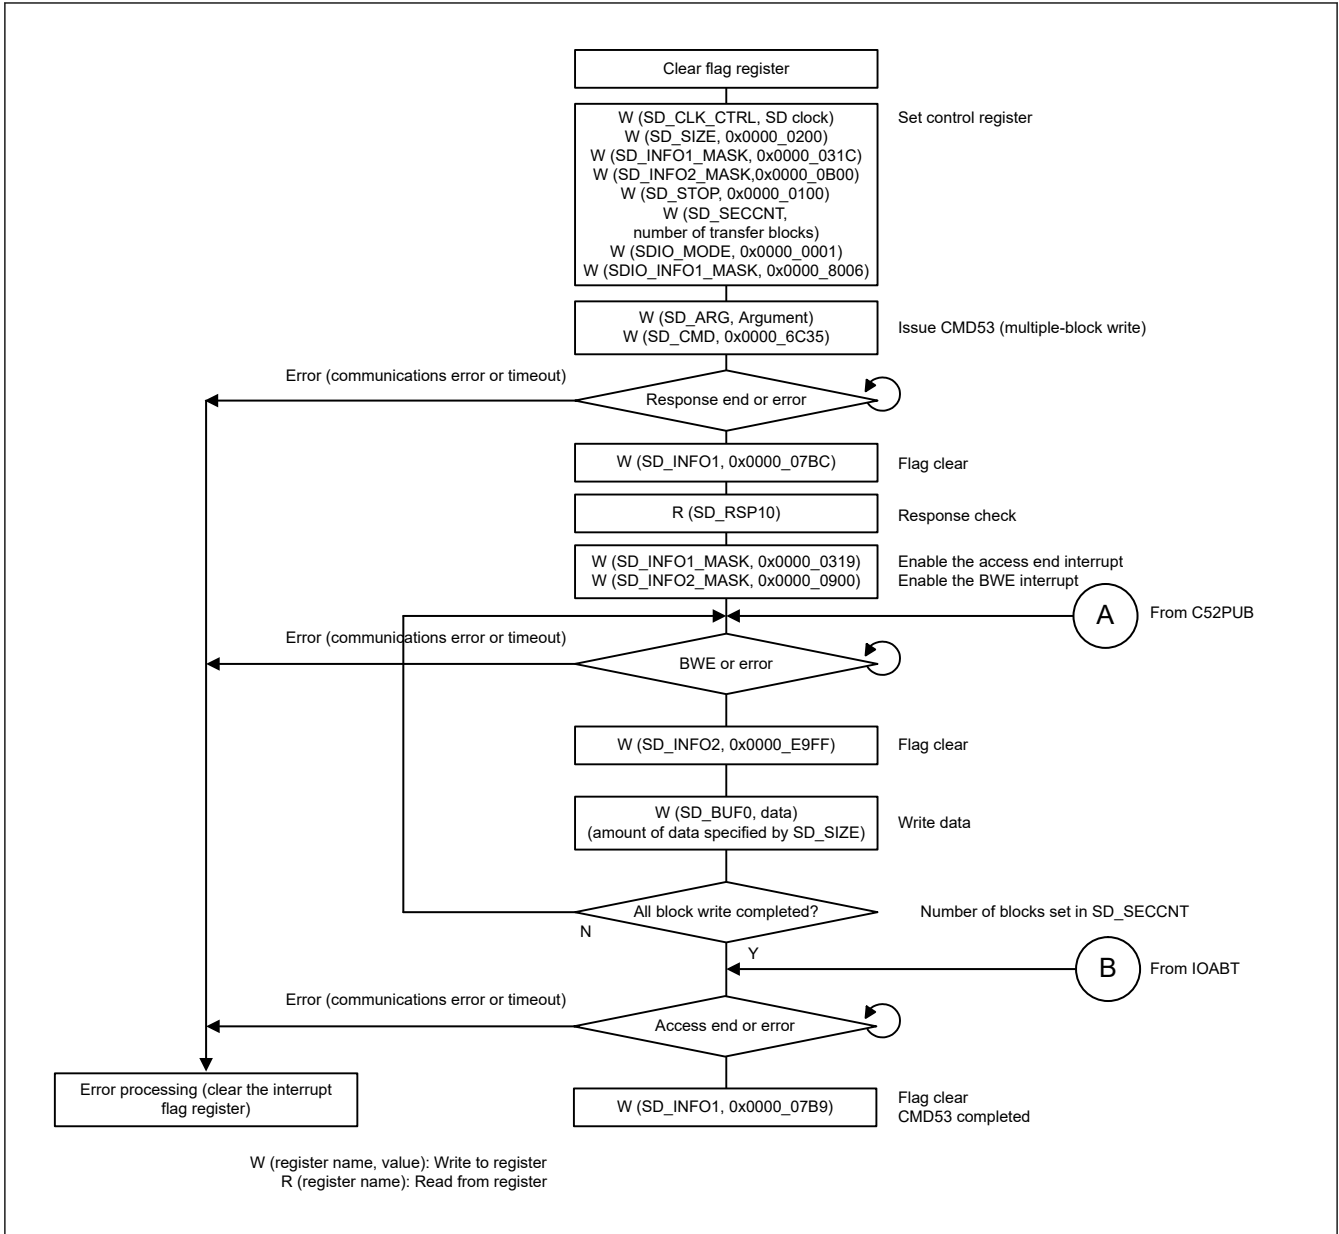 Clear flag register
W (SD_CLK_CTRL, SD clock)
W (SD_SIZE, 0x0000_0200)
W (SD_INFO1_MASK, 0x0000_031C)
W (SD_INFO2_MASK,0x0000_0B00)
W (SD_STOP, 0x0000_0100)
W (SD_SECCNT,
number of transfer blocks)
W (SDIO_MODE, 0x0000_0001)
W (SDIO_INFO1_MASK, 0x0000_8006)
Set control register
W (SD_ARG, Argument)
W (SD_CMD, 0x0000_6C35)
Issue CMD53 (multiple-block write)
Error (communications error or timeout)
Response end or error
W (SD_INFO1, 0x0000_07BC)
Flag clear
R (SD_RSP10)
Response check
W (SD_INFO1_MASK, 0x0000_0319)
W (SD_INFO2_MASK, 0x0000_0900)
Enable the access end interrupt
Enable the BWE interrupt
A
From C52PUB
Error (communications error or timeout)
BWE or error
W (SD_INFO2, 0x0000_E9FF)
Flag clear
W (SD_BUF0, data)
(amount of data specified by SD_SIZE)
Write data
All block write completed?
Number of blocks set in SD_SECCNT
N
Y
B
From IOABT
Error (communications error or timeout)
Access end or error
Error processing (clear the interrupt
flag register)
W (SD_INFO1, 0x0000_07B9)
Flag clear
CMD53 completed
W (register name, value): Write to register
R (register name): Read from register